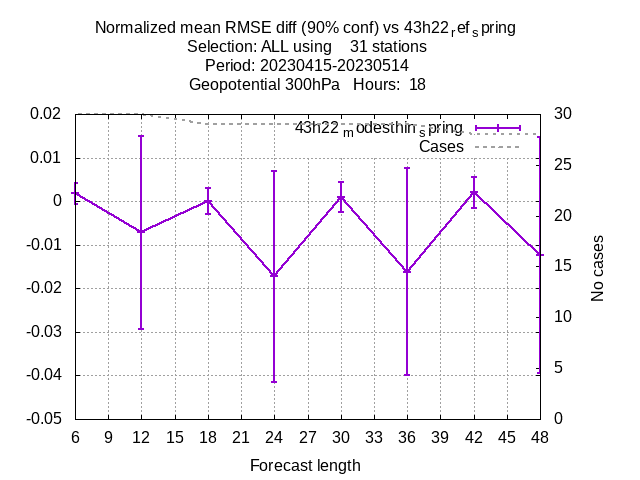 Normalized mean RMSE diff (90% conf) vs 43h22refspring
Selection: ALL using 31 stations
Period: 20230415-20230514
Geopotential 300hPa Hours: 18
43h22modesthinspring
Cases
0.02
0.01
0
-0.01
-0.02
-0.03
-0.04
-0.05
30
25
20
15
10
5
0
No cases
6 9 12 15 18 21 24 27 30 33 36 39 42 45 48
Forecast length